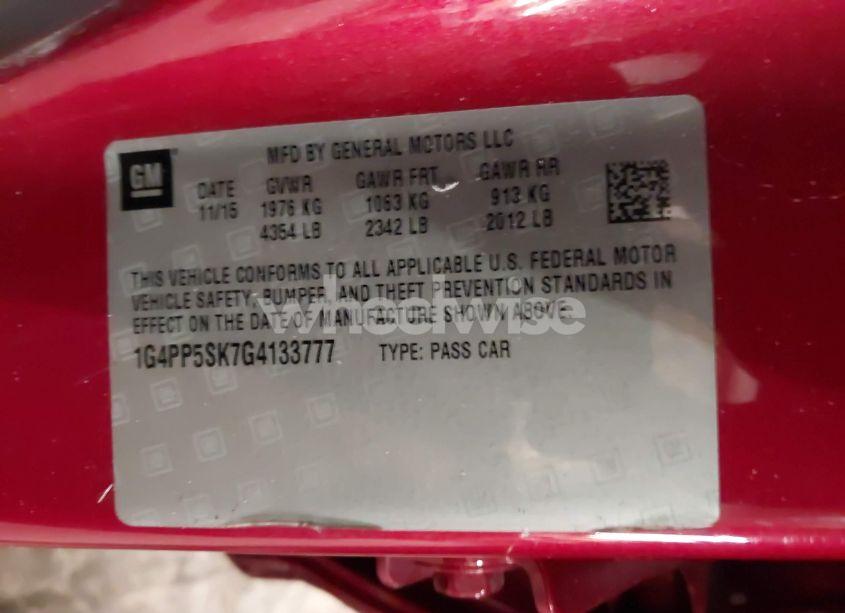 MFD BY GENERAL MOTORS LLC
GM
DATE GVWR GAWR FRT GAWR RR
11/15 1976 KG 1063 KG 913 KG
4354 LB 2342 LB 2012 LB
THIS VEHICLE CONFORMS TO ALL APPLICABLE U.S. FEDERAL MOTOR
VEHICLE SAFETY, BUMPER, AND THEFT PREVENTION STANDARDS IN
EFFECT ON THE DATE OF MANUFACTURE SHOWN ABOVE.
wheelwise
1G4PP5SK7G4133777 TYPE: PASS CAR